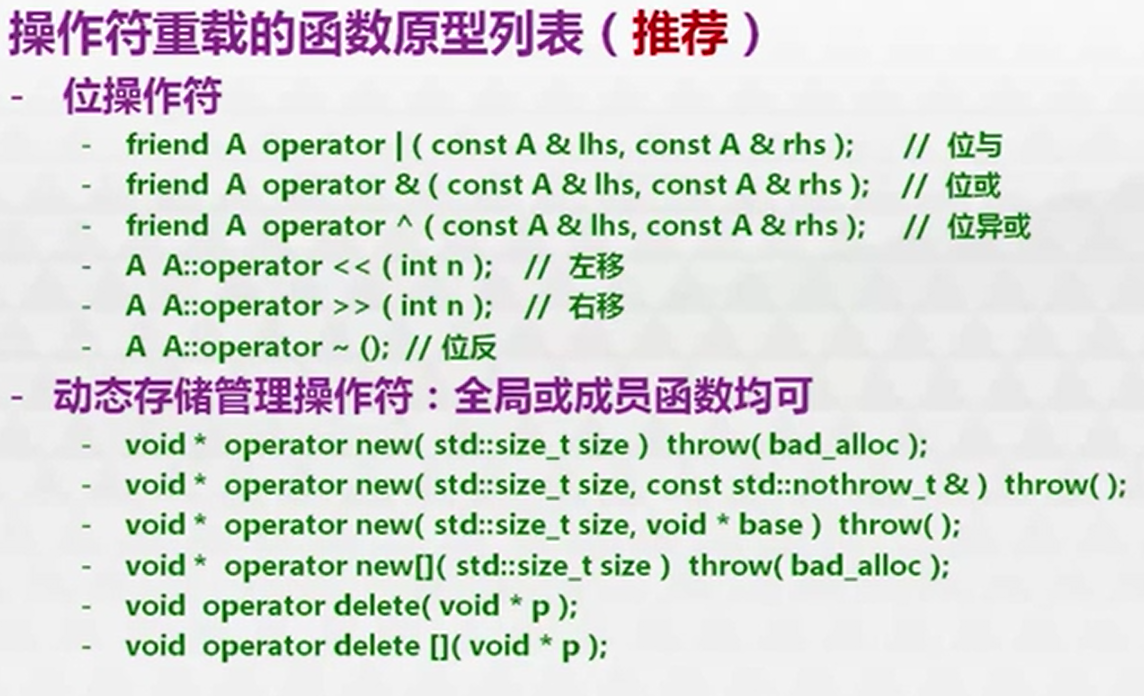 操作符重载的函数原型列表（推荐）
- 位操作符
- friend A operator | ( const A & lhs, const A & rhs ); // 位与
- friend A operator & ( const A & lhs, const A & rhs ); // 位或
- friend A operator ^ ( const A & lhs, const A & rhs ); // 位异或
- A A::operator << ( int n ); // 左移
- A A::operator >> ( int n ); // 右移
- A A::operator ~ (); // 位反
- 动态存储管理操作符：全局或成员函数均可
- void * operator new( std::size_t size ) throw( bad_alloc );
- void * operator new( std::size_t size, const std::nothrow_t & ) throw( );
- void * operator new( std::size_t size, void * base ) throw( );
- void * operator new[]( std::size_t size ) throw( bad_alloc );
- void operator delete( void * p );
- void operator delete []( void * p );